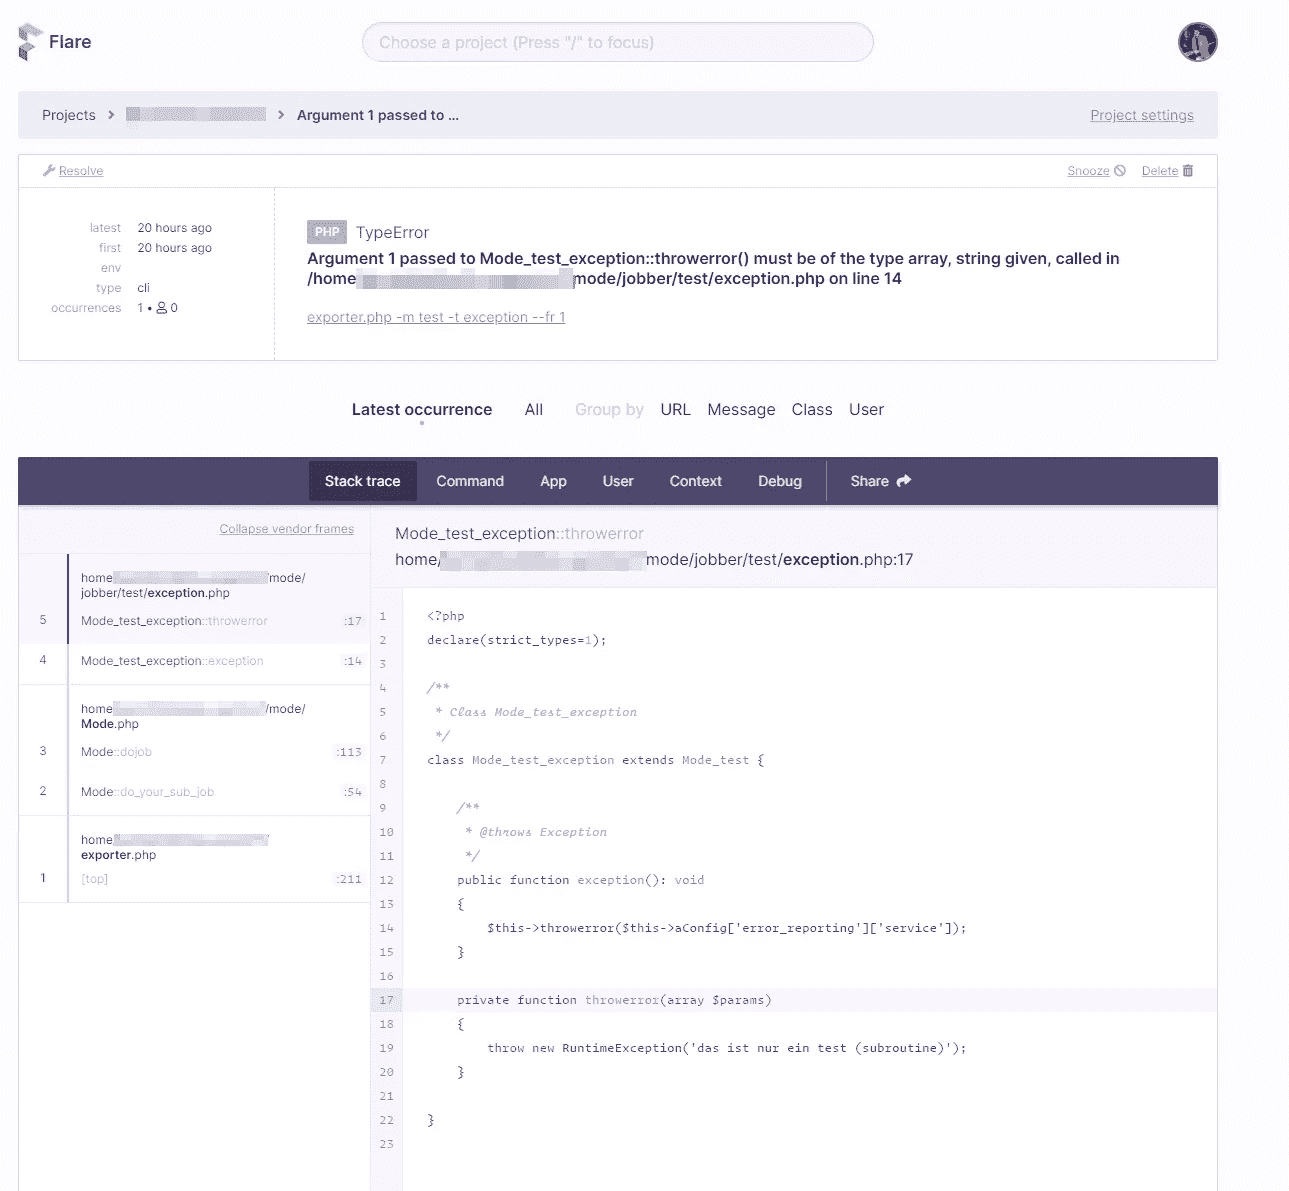 Flare
Choose a project (Press "/" to focus)
Projects > > Argument 1 passed to ...
Project settings
Resolve
Snooze
Delete
latest 20 hours ago
first 20 hours ago
env
type cli
occurrences 1 • 0
PHP TypeError
Argument 1 passed to Mode_test_exception::throwerror() must be of the type array, string given, called in
/home mode/jobber/test/exception.php on line 14
exporter.php -m test -t exception --fr 1
Latest occurrence All Group by URL Message Class User
Stack trace Command App User Context Debug Share
Collapse vendor frames
home mode/
jobber/test/exception.php
5 Mode_test_exception::throwerror :17
4 Mode_test_exception::exception :14
home /mode/
Mode.php
3 Mode::dojob :113
2 Mode::do_your_sub_job :54
home
exporter.php
1 [top] :211
Mode_test_exception::throwerror
home/ mode/jobber/test/exception.php:17
1 <?php
2 declare(strict_types=1);
3
4 /**
5 * Class Mode_test_exception
6 */
7 class Mode_test_exception extends Mode_test {
8
9 /**
10 * @throws Exception
11 */
12 public function exception(): void
13 {
14 $this->throwerror($this->aConfig['error_reporting']['service']);
15 }
16
17 private function throwerror(array $params)
18 {
19 throw new RuntimeException('das ist nur ein test (subroutine)');
20 }
21
22 }
23